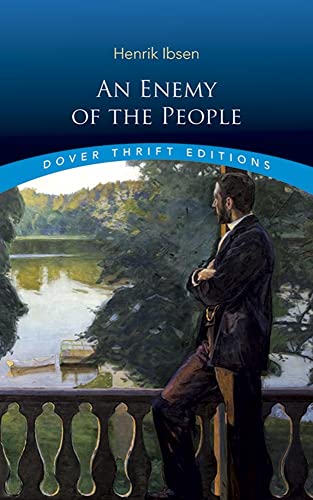 Henrik Ibsen
AN ENEMY
OF THE PEOPLE
DOVER THRIFT EDITIONS